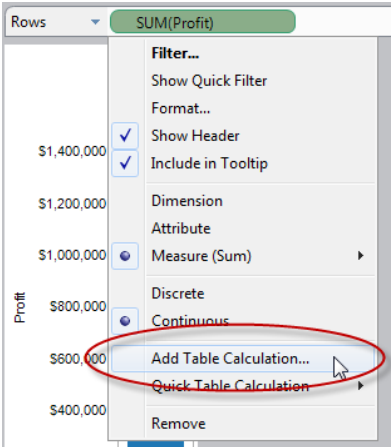 Rows SUM(Profit)
Filter...
Show Quick Filter
Format...
$1,400,000 Show Header
Include in Tooltip
$1,200,000 Dimension
Attribute
$1,000,000 Measure (Sum)
Profit
$800,000 Discrete
Continuous
$600,000 Add Table Calculation...
Quick Table Calculation
$400,000 Remove